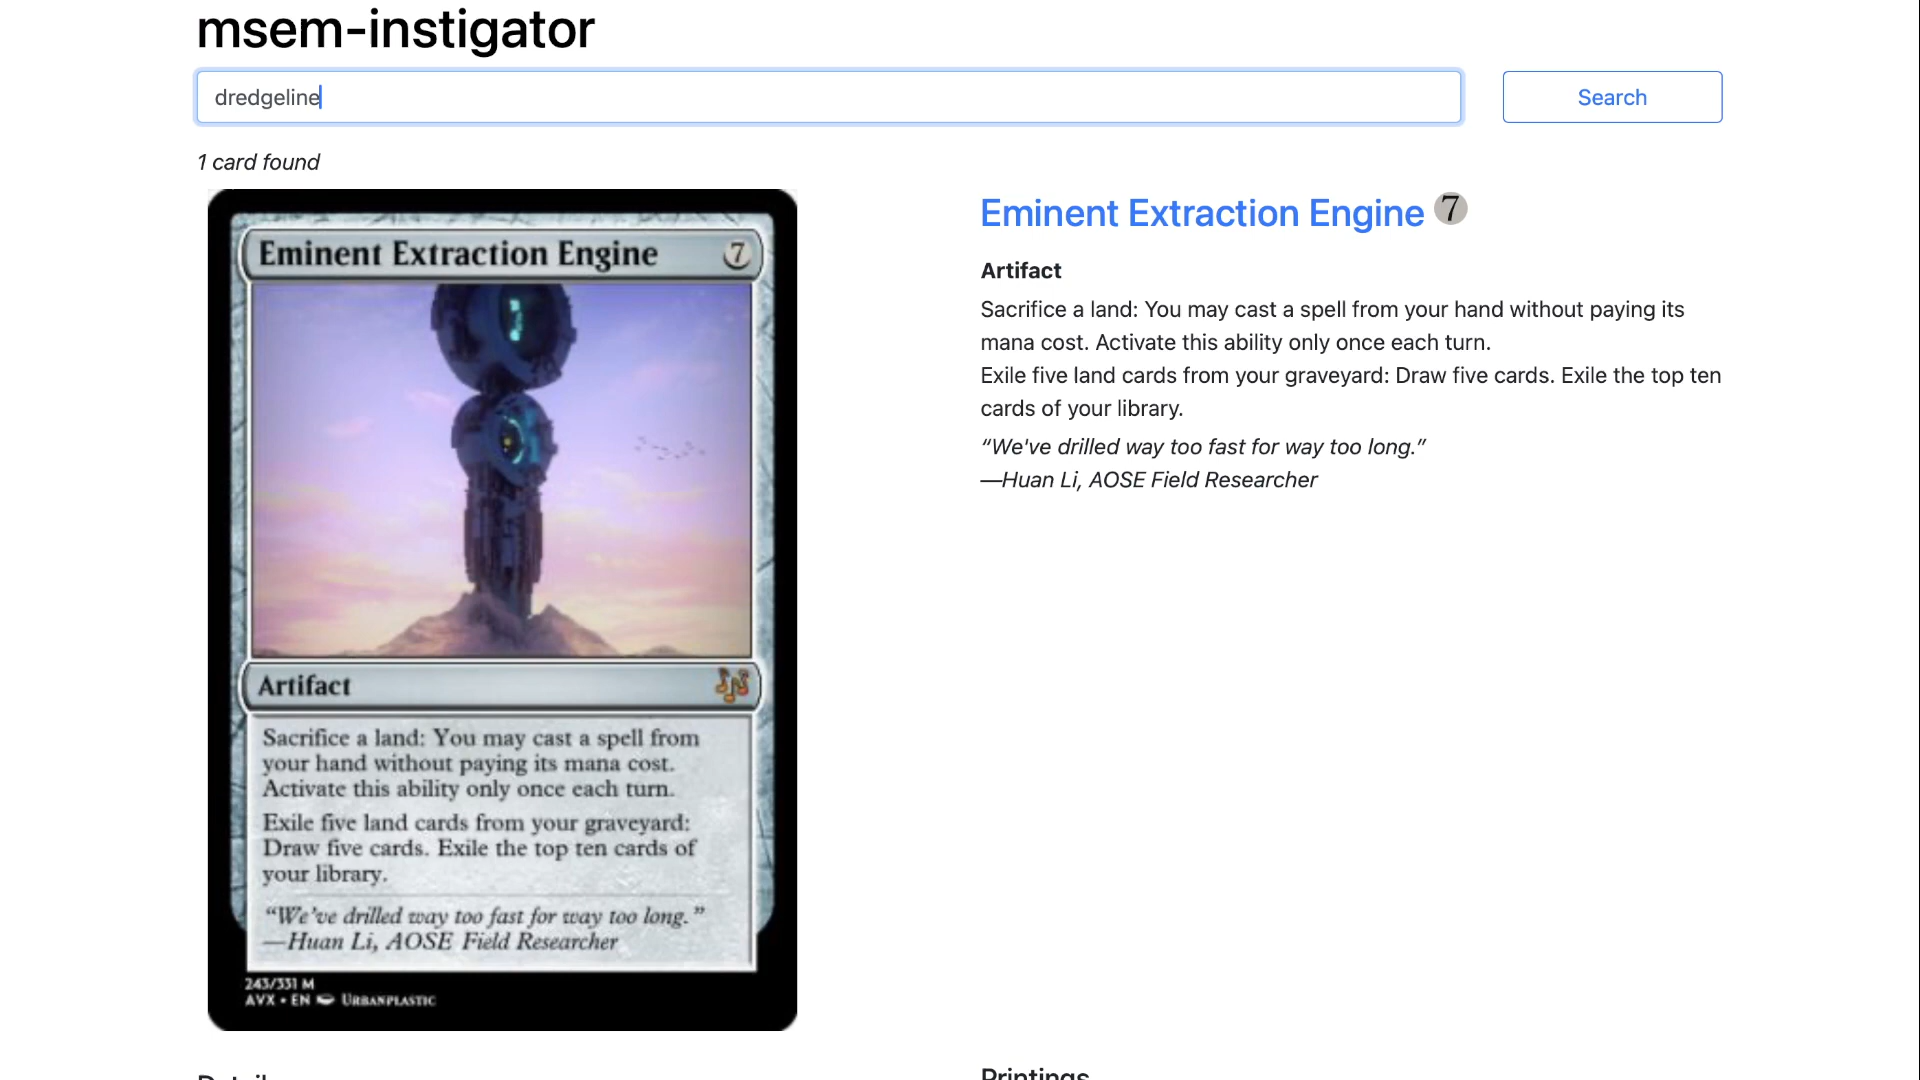 msem-instigator
dredgeline
Search
1 card found
Eminent Extraction Engine 7
Artifact
Sacrifice a land: You may cast a spell from
your hand without paying its mana cost.
Activate this ability only once each turn.
Exile five land cards from your graveyard:
Draw five cards. Exile the top ten cards of
your library.
“We’ve drilled way too fast for way too long.”
—Huan Li, AOSE Field Researcher
243/331 M
AVX • EN URBANPLASTIC
Eminent Extraction Engine 7
Artifact
Sacrifice a land: You may cast a spell from your hand without paying its
mana cost. Activate this ability only once each turn.
Exile five land cards from your graveyard: Draw five cards. Exile the top ten
cards of your library.
“We've drilled way too fast for way too long.”
—Huan Li, AOSE Field Researcher
Printings